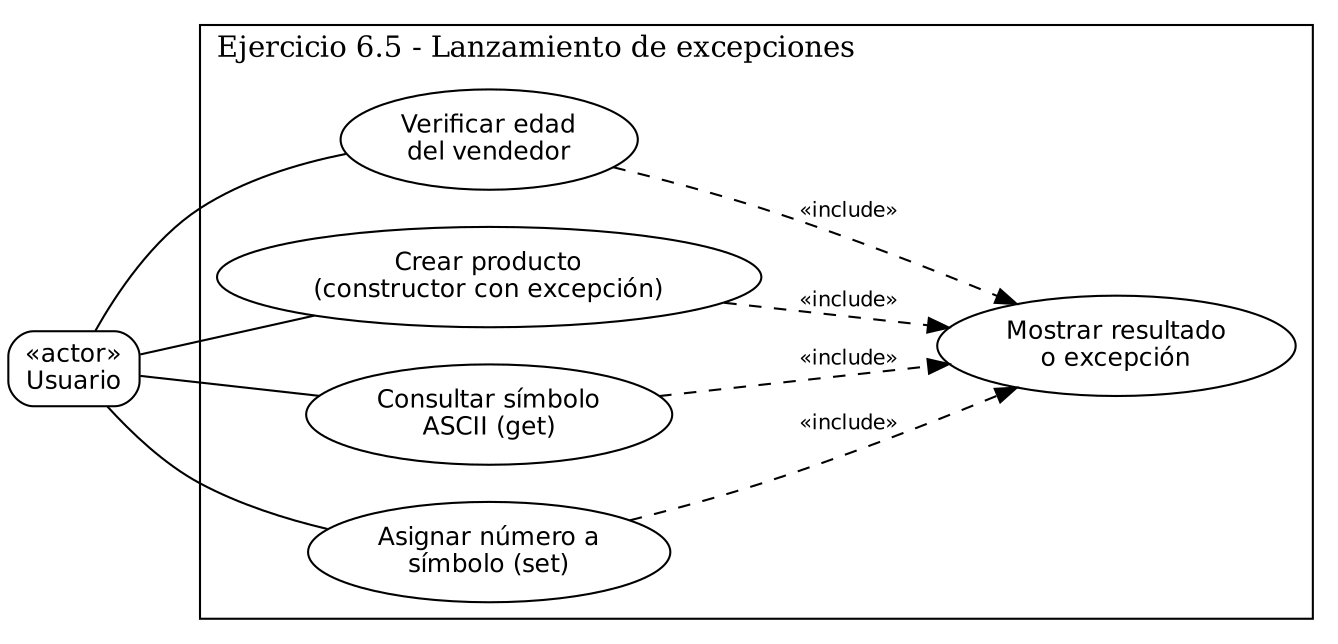 Ejercicio 6.5 - Lanzamiento de excepciones
Verificar edad
del vendedor
«include»
Crear producto
(constructor con excepción)
«include»
«actor»
Usuario
Mostrar resultado
o excepción
«include»
Consultar símbolo
ASCII (get)
«include»
Asignar número a
símbolo (set)